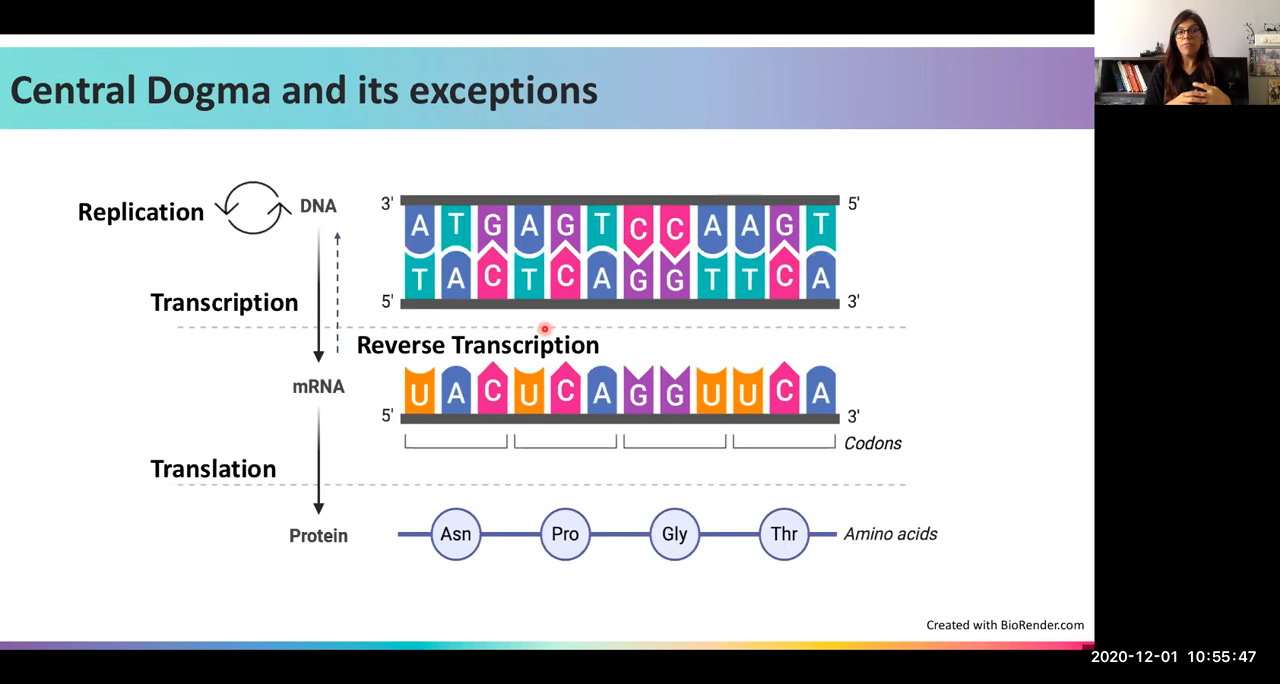 Central Dogma and its exceptions
Replication
DNA
3'
A T G A G T C C A A G T
5'
T A C T C A G G T T C A
5'
3'
Transcription
Reverse Transcription
mRNA
U A C U C A G G U U C A
5'
3'
Codons
Translation
Protein
Asn
Pro
Gly
Thr
Amino acids
Created with BioRender.com
2020-12-01 10:55:47